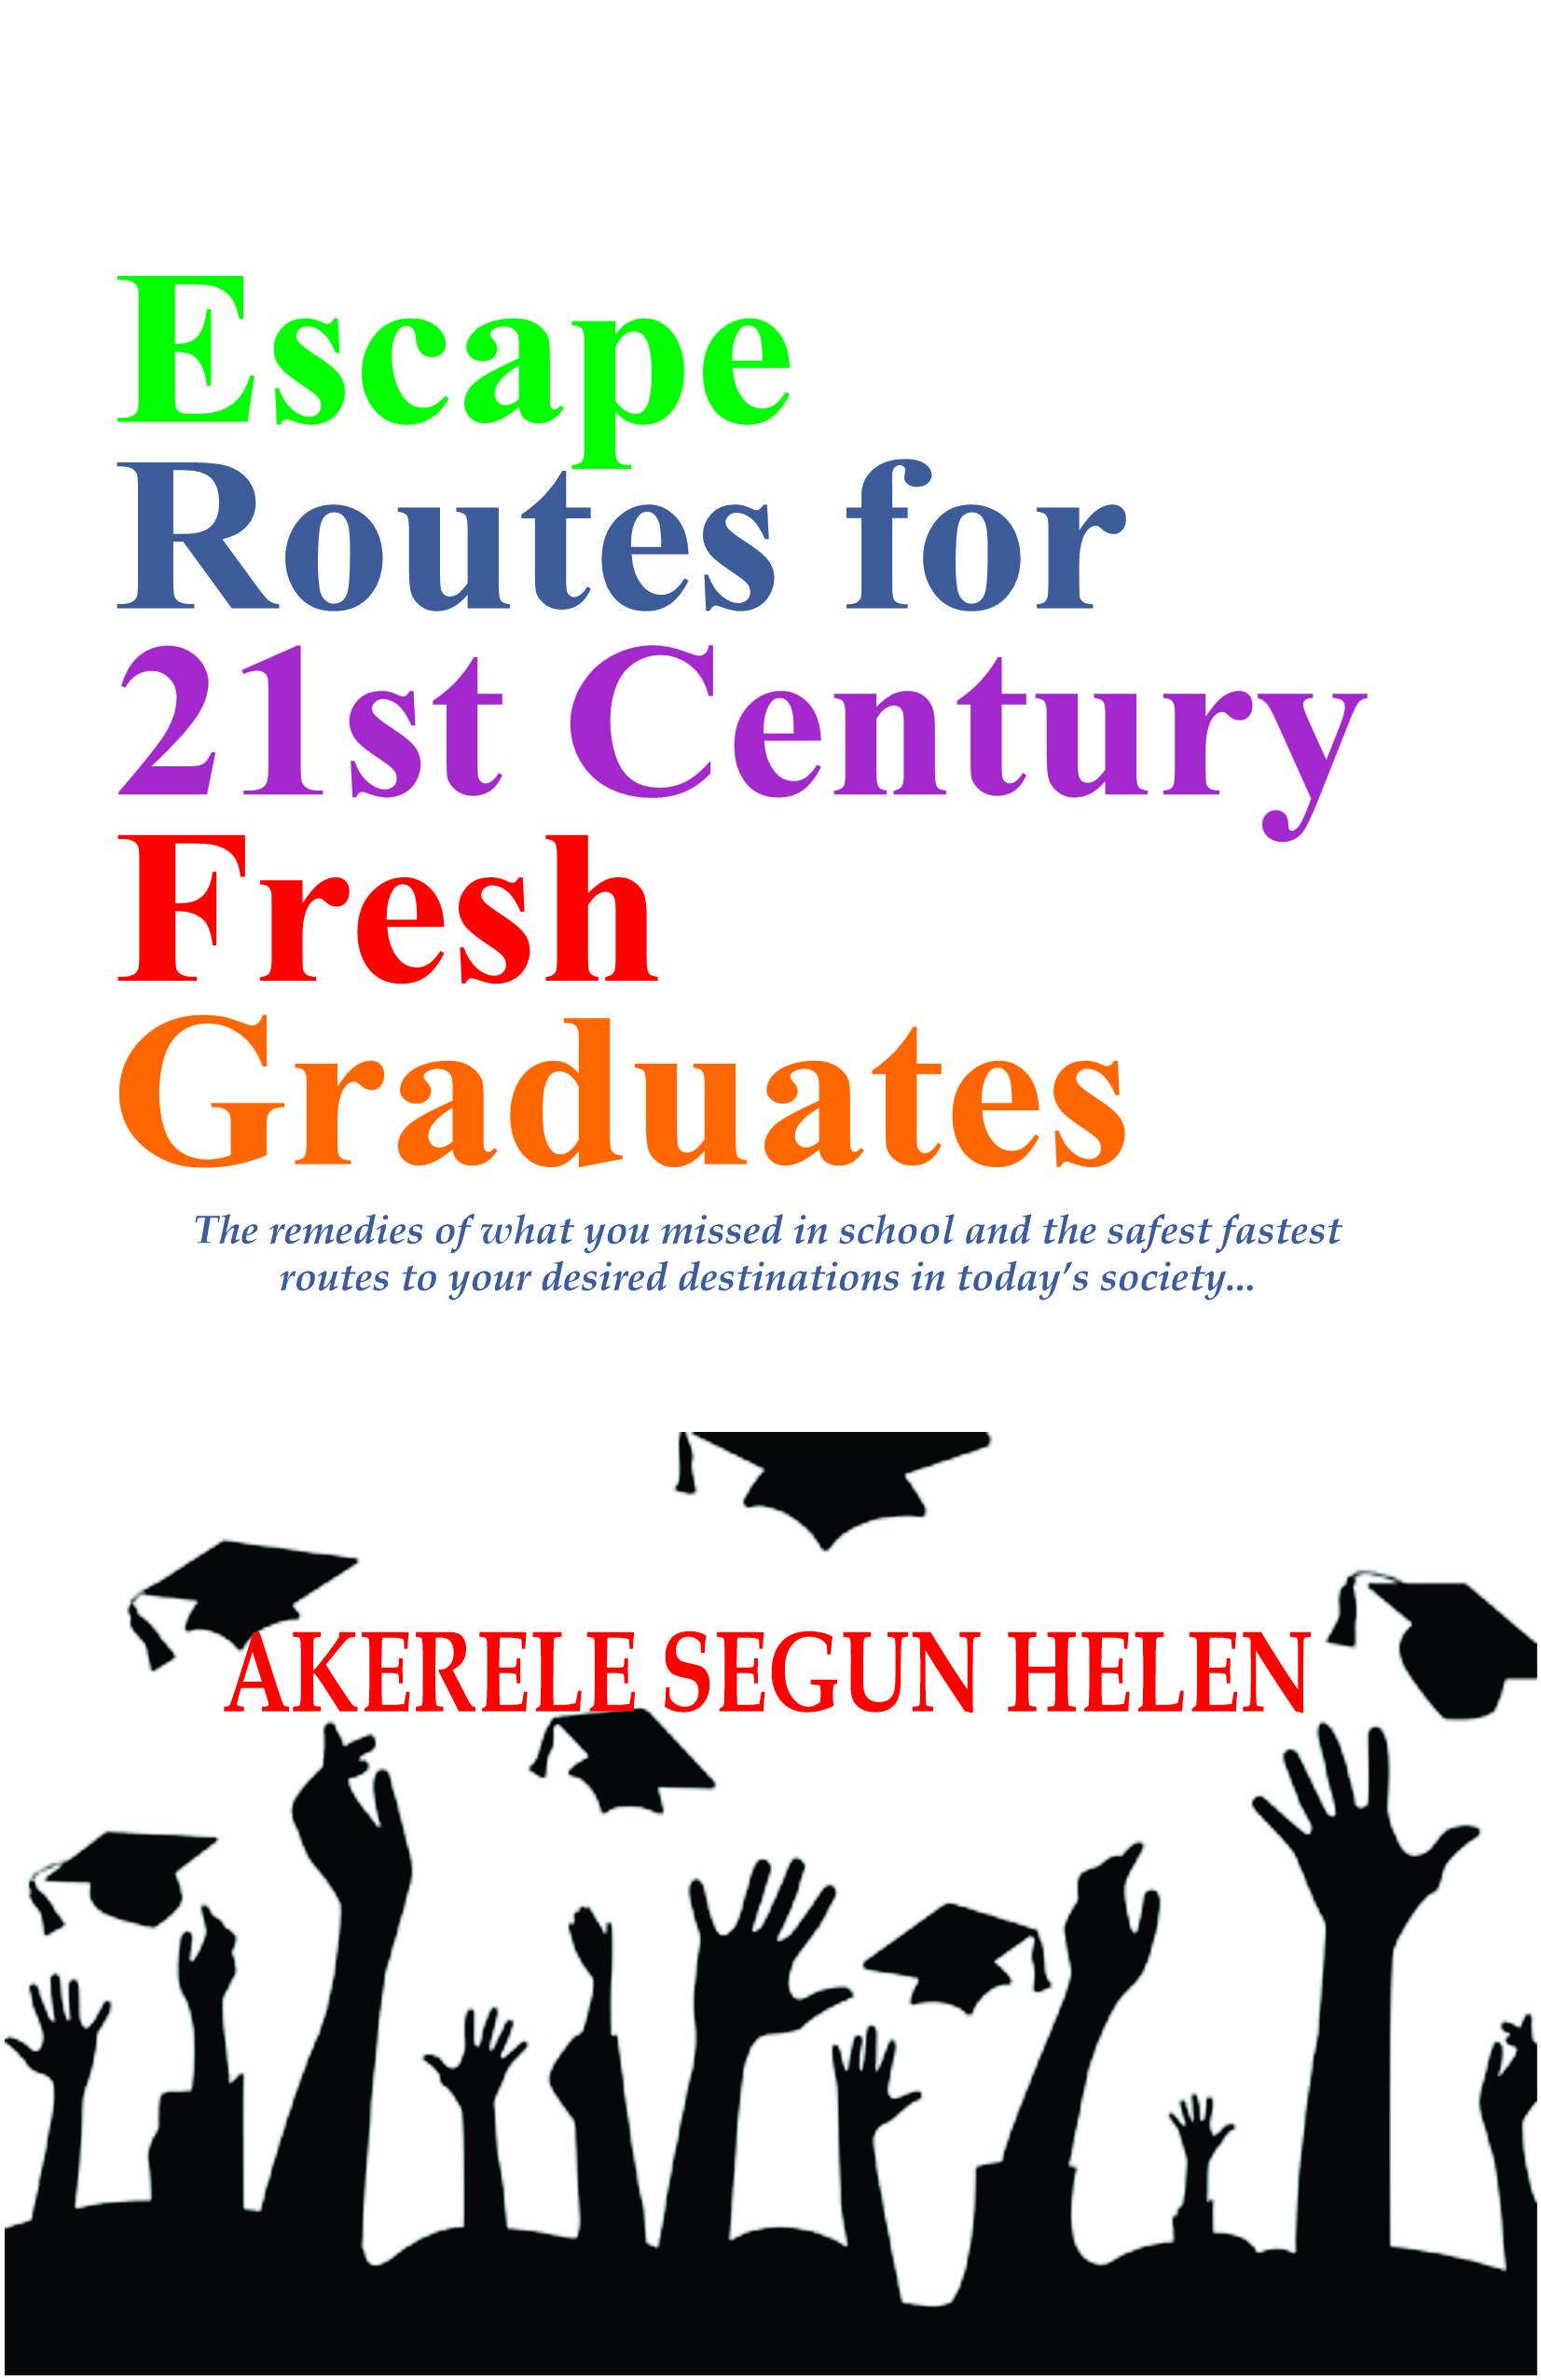 Escape
Routes for
21st Century
Fresh
Graduates
The remedies of what you missed in school and the safest fastest
routes to your desired destinations in today's society...
AKERELE SEGUN HELEN